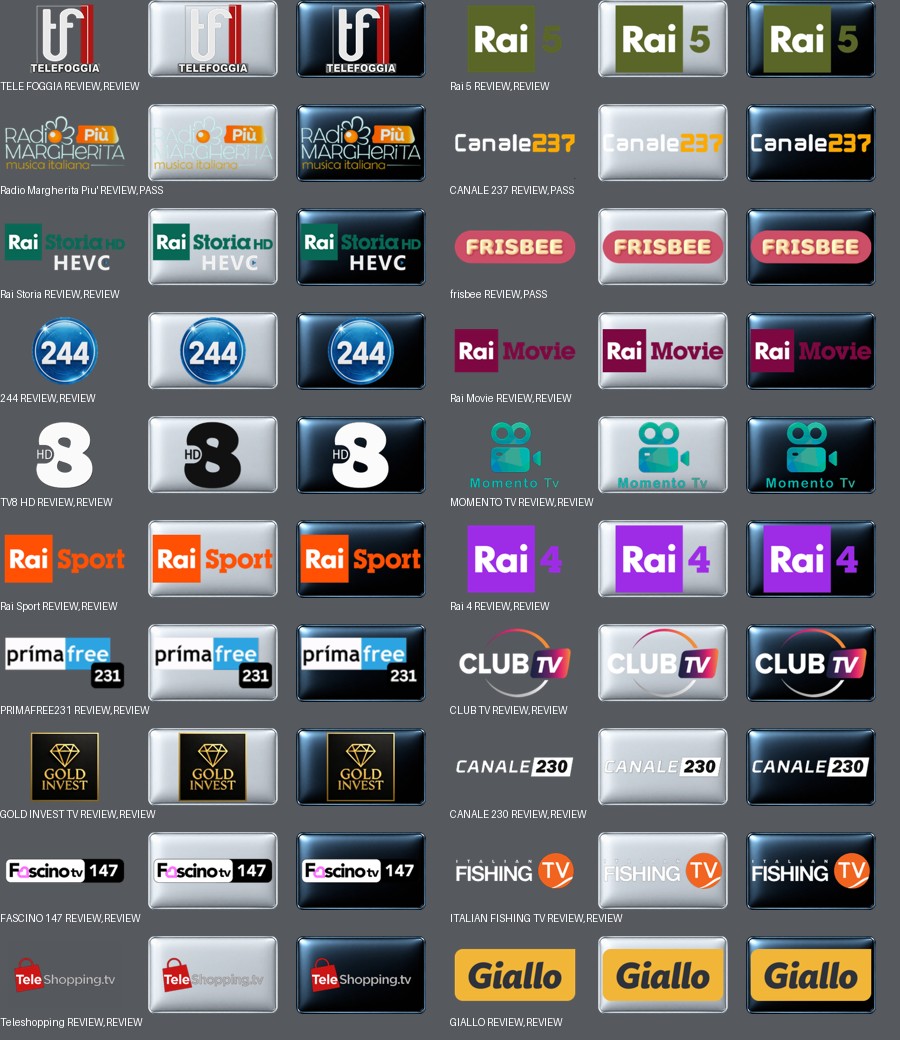 tf TELEFOGGIA tf TELEFOGGIA tf TELEFOGGIA
TELE FOGGIA REVIEW,REVIEW
Rai 5 Rai 5 Rai 5
Rai 5 REVIEW,REVIEW
RAdio MARGHeRiTA Più musica italiana RAdio MARGHeRiTA Più musica italiana RAdio MARGHeRiTA Più musica italiana
Radio Margherita Piu' REVIEW,PASS
Canale237 Canale237 Canale237
CANALE 237 REVIEW,PASS
Rai Storia HD HEVC Rai Storia HD HEVC Rai Storia HD HEVC
Rai Storia REVIEW,REVIEW
FRISBEE FRISBEE FRISBEE
frisbee REVIEW,PASS
244 244 244
244 REVIEW,REVIEW
Rai Movie Rai Movie Rai Movie
Rai Movie REVIEW,REVIEW
HD 8 HD 8 HD 8
TV8 HD REVIEW,REVIEW
Momento Tv Momento Tv Momento Tv
MOMENTO TV REVIEW,REVIEW
Rai Sport Rai Sport Rai Sport
Rai Sport REVIEW,REVIEW
Rai 4 Rai 4 Rai 4
Rai 4 REVIEW,REVIEW
príma free 231 príma free 231 príma free 231
PRIMAFREE231 REVIEW,REVIEW
CLUB TV CLUB TV CLUB TV
CLUB TV REVIEW,REVIEW
GOLD INVEST GOLD INVEST GOLD INVEST
GOLD INVEST TV REVIEW,REVIEW
CANALE 230 CANALE 230 CANALE 230
CANALE 230 REVIEW,REVIEW
Fascino tv 147 Fascino tv 147 Fascino tv 147
FASCINO 147 REVIEW,REVIEW
ITALIAN FISHING TV ITALIAN FISHING TV ITALIAN FISHING TV
ITALIAN FISHING TV REVIEW,REVIEW
TeleShopping.tv TeleShopping.tv TeleShopping.tv
Teleshopping REVIEW,REVIEW
Giallo Giallo Giallo
GIALLO REVIEW,REVIEW